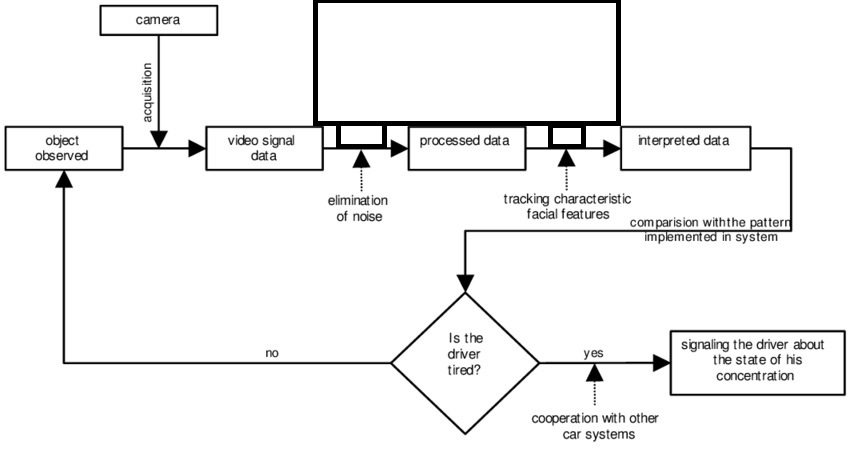 camera
acquisition
object
observed
video signal
data
processed data
interpreted data
elimination
of noise
tracking characteristic
facial features
comparision with the pattern
implemented in system
Is the
driver
tired?
no
yes
signaling the driver about
the state of his
concentration
cooperation with other
car systems